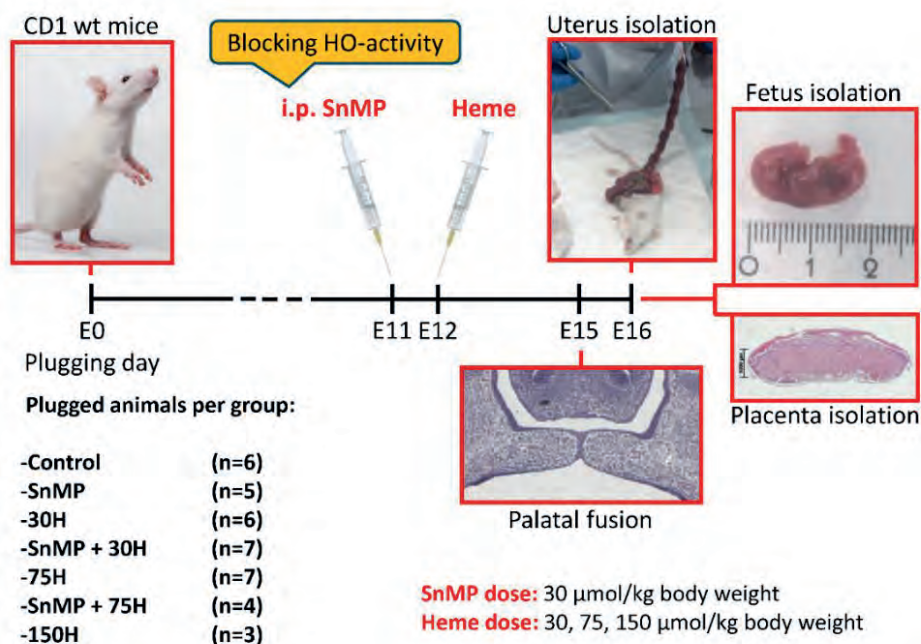 CD1 wt mice
Blocking HO-activity
Uterus isolation
i.p. SnMP
Heme
Fetus isolation
0 1 2
E0
E11 E12
E15 E16
Plugging day
Plugged animals per group:
-Control (n=6)
-SnMP (n=5)
-30H (n=6)
-SnMP + 30H (n=7)
-75H (n=7)
-SnMP + 75H (n=4)
-150H (n=3)
Placenta isolation
Palatal fusion
SnMP dose: 30 μmol/kg body weight
Heme dose: 30, 75, 150 μmol/kg body weight